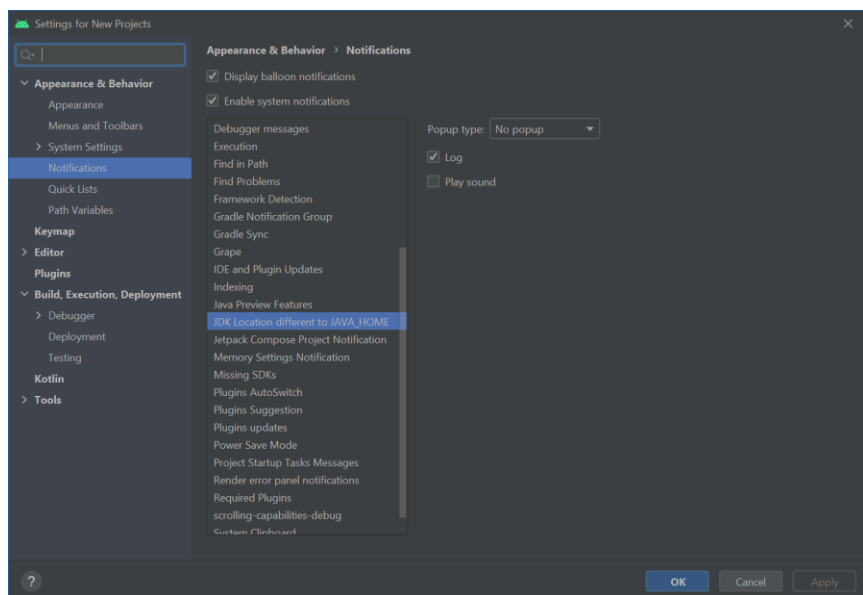 Settings for New Projects
Appearance & Behavior
Appearance
Menus and Toolbars
System Settings
Notifications
Quick Lists
Path Variables
Keymap
Editor
Plugins
Build, Execution, Deployment
Debugger
Deployment
Testing
Kotlin
Tools
Appearance & Behavior › Notifications
Display balloon notifications
Enable system notifications
Debugger messages
Execution
Find in Path
Find Problems
Framework Detection
Gradle Notification Group
Gradle Sync
Grape
IDE and Plugin Updates
Indexing
Java Preview Features
JDK Location different to JAVA_HOME
Jetpack Compose Project Notification
Memory Settings Notification
Missing SDKs
Plugins AutoSwitch
Plugins Suggestion
Plugins updates
Power Save Mode
Project Startup Tasks Messages
Render error panel notifications
Required Plugins
scrolling-capabilities-debug
System Clipboard
Popup type: No popup
Log
Play sound
?
OK Cancel Apply